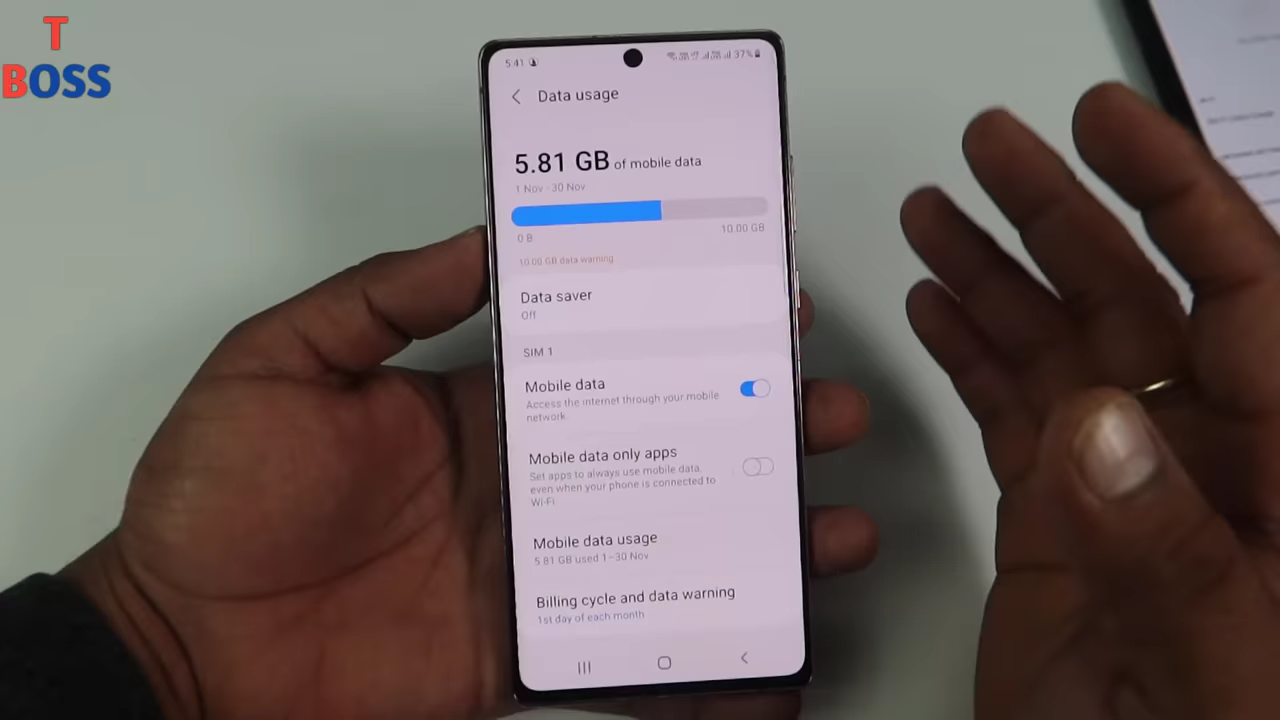 T
BOSS
5:41
37%
Data usage
5.81 GB of mobile data
1 Nov - 30 Nov
0 B
10.00 GB
10.00 GB data warning
Data saver
Off
SIM 1
Mobile data
Access the internet through your mobile
network.
Mobile data only apps
Set apps to always use mobile data,
even when your phone is connected to
Wi-Fi.
Mobile data usage
5.81 GB used 1–30 Nov
Billing cycle and data warning
1st day of each month